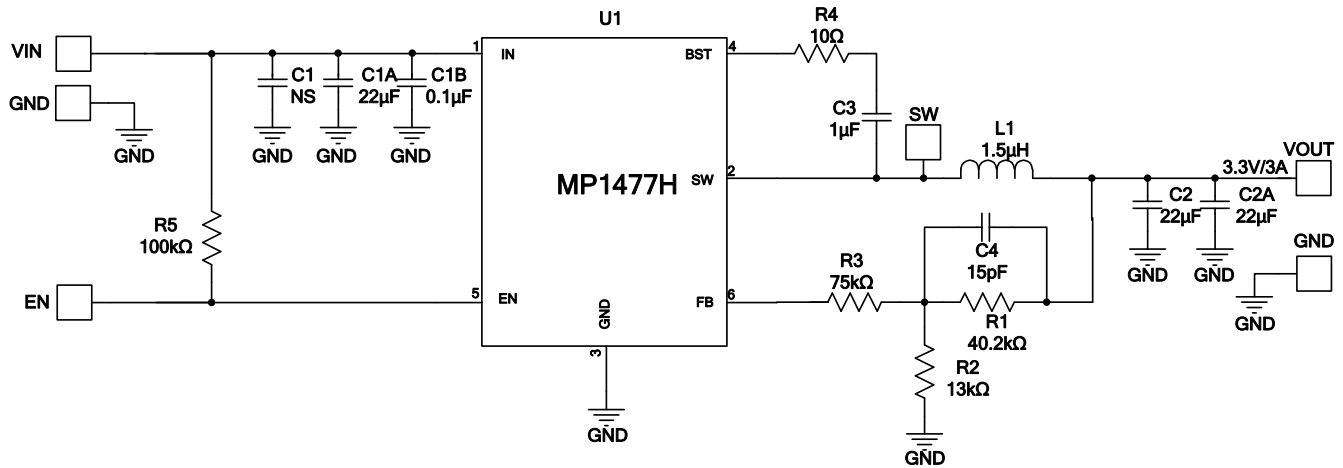 U1
R4
10Ω
VIN
1
IN
BST
4
C1
NS
C1A
22μF
C1B
0.1μF
GND
GND
GND
GND
GND
C3
1μF
SW
L1
1.5μH
MP1477H
SW
2
3.3V/3A
VOUT
C2
22μF
C2A
22μF
GND
GND
GND
GND
R5
100kΩ
C4
15pF
R3
75kΩ
EN
5
EN
FB
6
GND
3
R1
40.2kΩ
R2
13kΩ
GND
GND